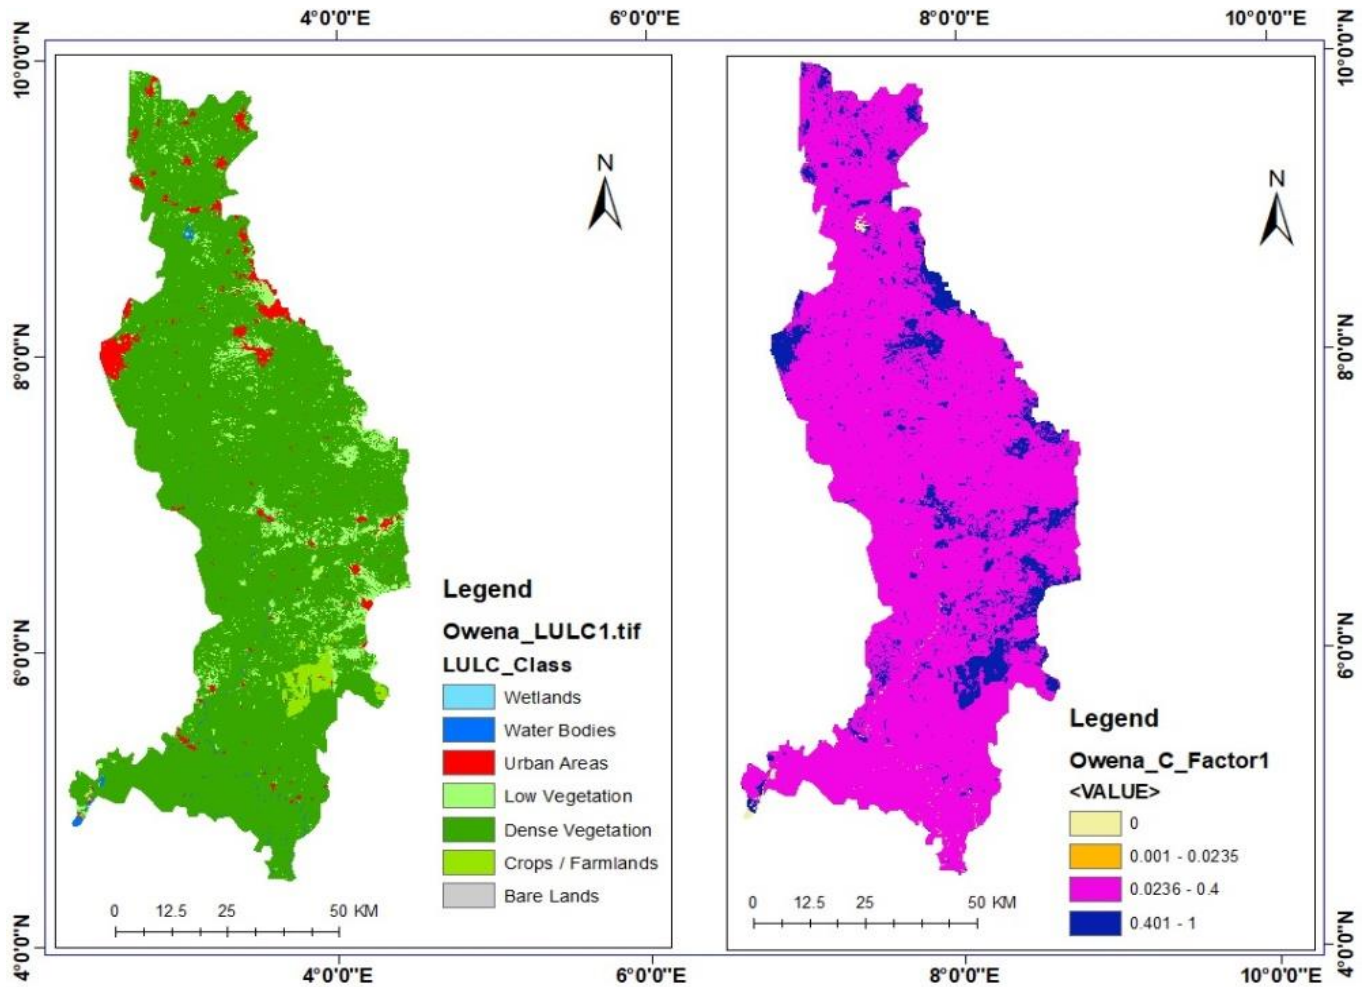 4°0'0"E 6°0'0"E 8°0'0"E 10°0'0"E
10°0'0"N
8°0'0"N
6°0'0"N
4°0'0"N
N
Legend
Owena_LULC1.tif
LULC_Class
Wetlands
Water Bodies
Urban Areas
Low Vegetation
Dense Vegetation
Crops / Farmlands
Bare Lands
0 12.5 25 50 KM
N
Legend
Owena_C_Factor1
<VALUE>
0
0.001 - 0.0235
0.0236 - 0.4
0.401 - 1
0 12.5 25 50 KM
10°0'0"N
8°0'0"N
6°0'0"N
4°0'0"N
4°0'0"E 6°0'0"E 8°0'0"E 10°0'0"E